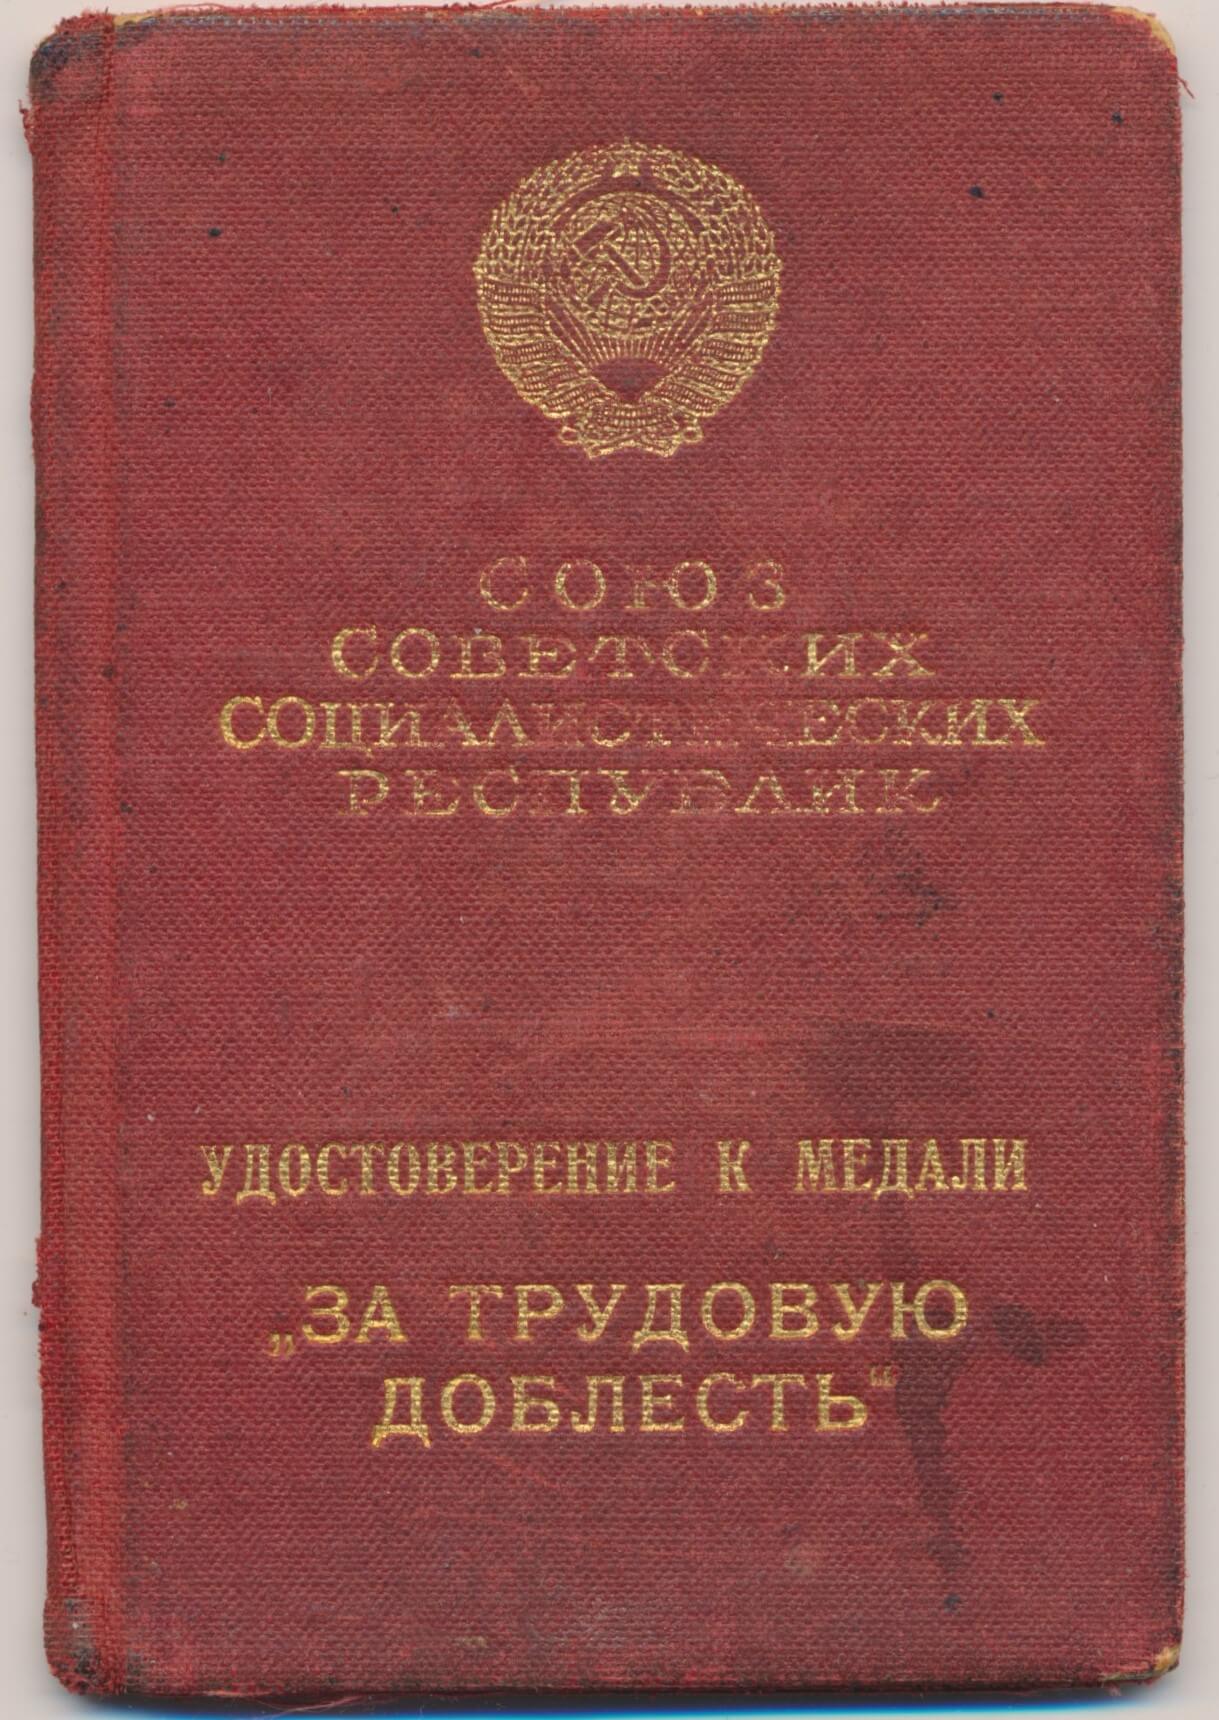 СОЮЗ
СОВЕТСКИХ
СОЦИАЛИСТИЧЕСКИХ
РЕСПУБЛИК
УДОСТОВЕРЕНИЕ К МЕДАЛИ
„ЗА ТРУДОВУЮ
ДОБЛЕСТЬ“